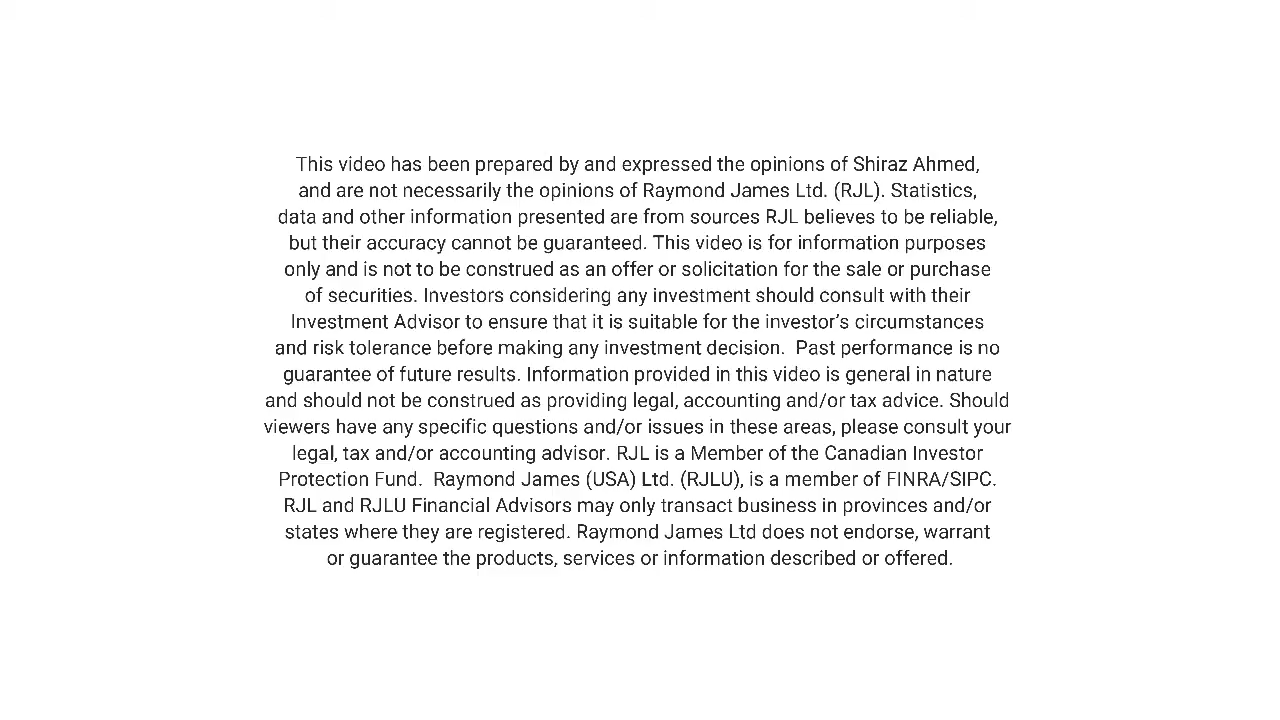 This video has been prepared by and expressed the opinions of Shiraz Ahmed,
and are not necessarily the opinions of Raymond James Ltd. (RJL). Statistics,
data and other information presented are from sources RJL believes to be reliable,
but their accuracy cannot be guaranteed. This video is for information purposes
only and is not to be construed as an offer or solicitation for the sale or purchase
of securities. Investors considering any investment should consult with their
Investment Advisor to ensure that it is suitable for the investor’s circumstances
and risk tolerance before making any investment decision.  Past performance is no
guarantee of future results. Information provided in this video is general in nature
and should not be construed as providing legal, accounting and/or tax advice. Should
viewers have any specific questions and/or issues in these areas, please consult your
legal, tax and/or accounting advisor. RJL is a Member of the Canadian Investor
Protection Fund.  Raymond James (USA) Ltd. (RJLU), is a member of FINRA/SIPC.
RJL and RJLU Financial Advisors may only transact business in provinces and/or
states where they are registered. Raymond James Ltd does not endorse, warrant
or guarantee the products, services or information described or offered.